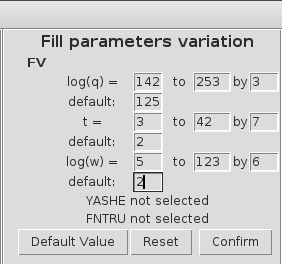 Fill parameters variation
FV
log(q) = 142 to 253 by 3
default: 125
t = 3 to 42 by 7
default: 2
log(w) = 5 to 123 by 6
default: 2
YASHE not selected
FNTRU not selected
Default Value Reset Confirm